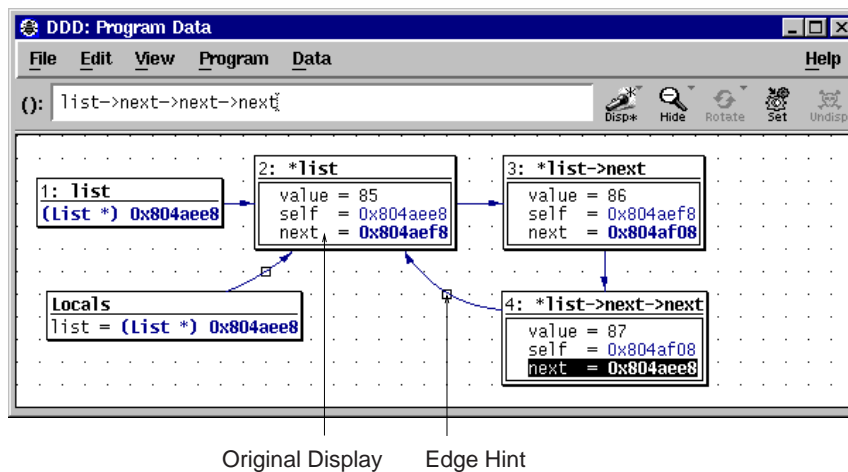 DDD: Program Data
File Edit View Program Data Help
(): list->next->next->next
Disp* Hide Rotate Set Undisp
1: list
(List *) 0x804aee8
2: *list
value = 85
self = 0x804aee8
next = 0x804aef8
3: *list->next
value = 86
self = 0x804aef8
next = 0x804af08
Locals
list = (List *) 0x804aee8
4: *list->next->next
value = 87
self = 0x804af08
next = 0x804aee8
Original Display Edge Hint